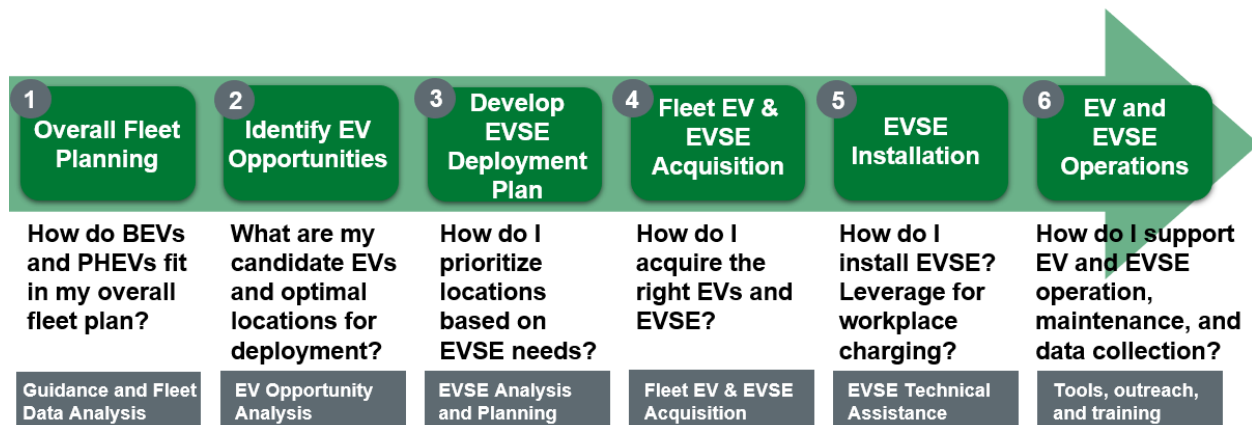 1
Overall Fleet
Planning
2
Identify EV
Opportunities
3
Develop
EVSE
Deployment
Plan
4
Fleet EV &
EVSE
Acquisition
5
EVSE
Installation
6
EV and
EVSE
Operations
How do BEVs
and PHEVs fit
in my overall
fleet plan?
What are my
candidate EVs
and optimal
locations for
deployment?
How do I
prioritize
locations
based on
EVSE needs?
How do I
acquire the
right EVs and
EVSE?
How do I
install EVSE?
Leverage for
workplace
charging?
How do I support
EV and EVSE
operation,
maintenance, and
data collection?
Guidance and Fleet
Data Analysis
EV Opportunity
Analysis
EVSE Analysis
and Planning
Fleet EV & EVSE
Acquisition
EVSE Technical
Assistance
Tools, outreach,
and training